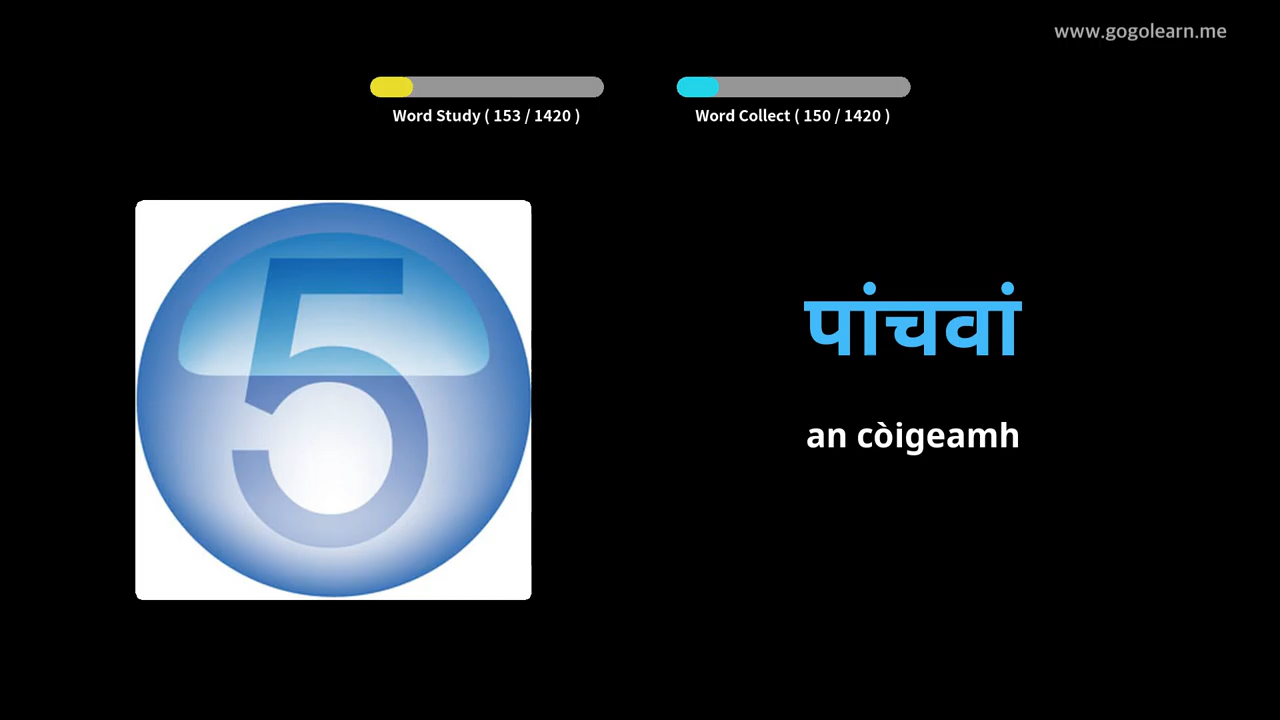 www.gogolearn.me
Word Study ( 153 / 1420 )
Word Collect ( 150 / 1420 )
5
पांचवां
an còigeamh